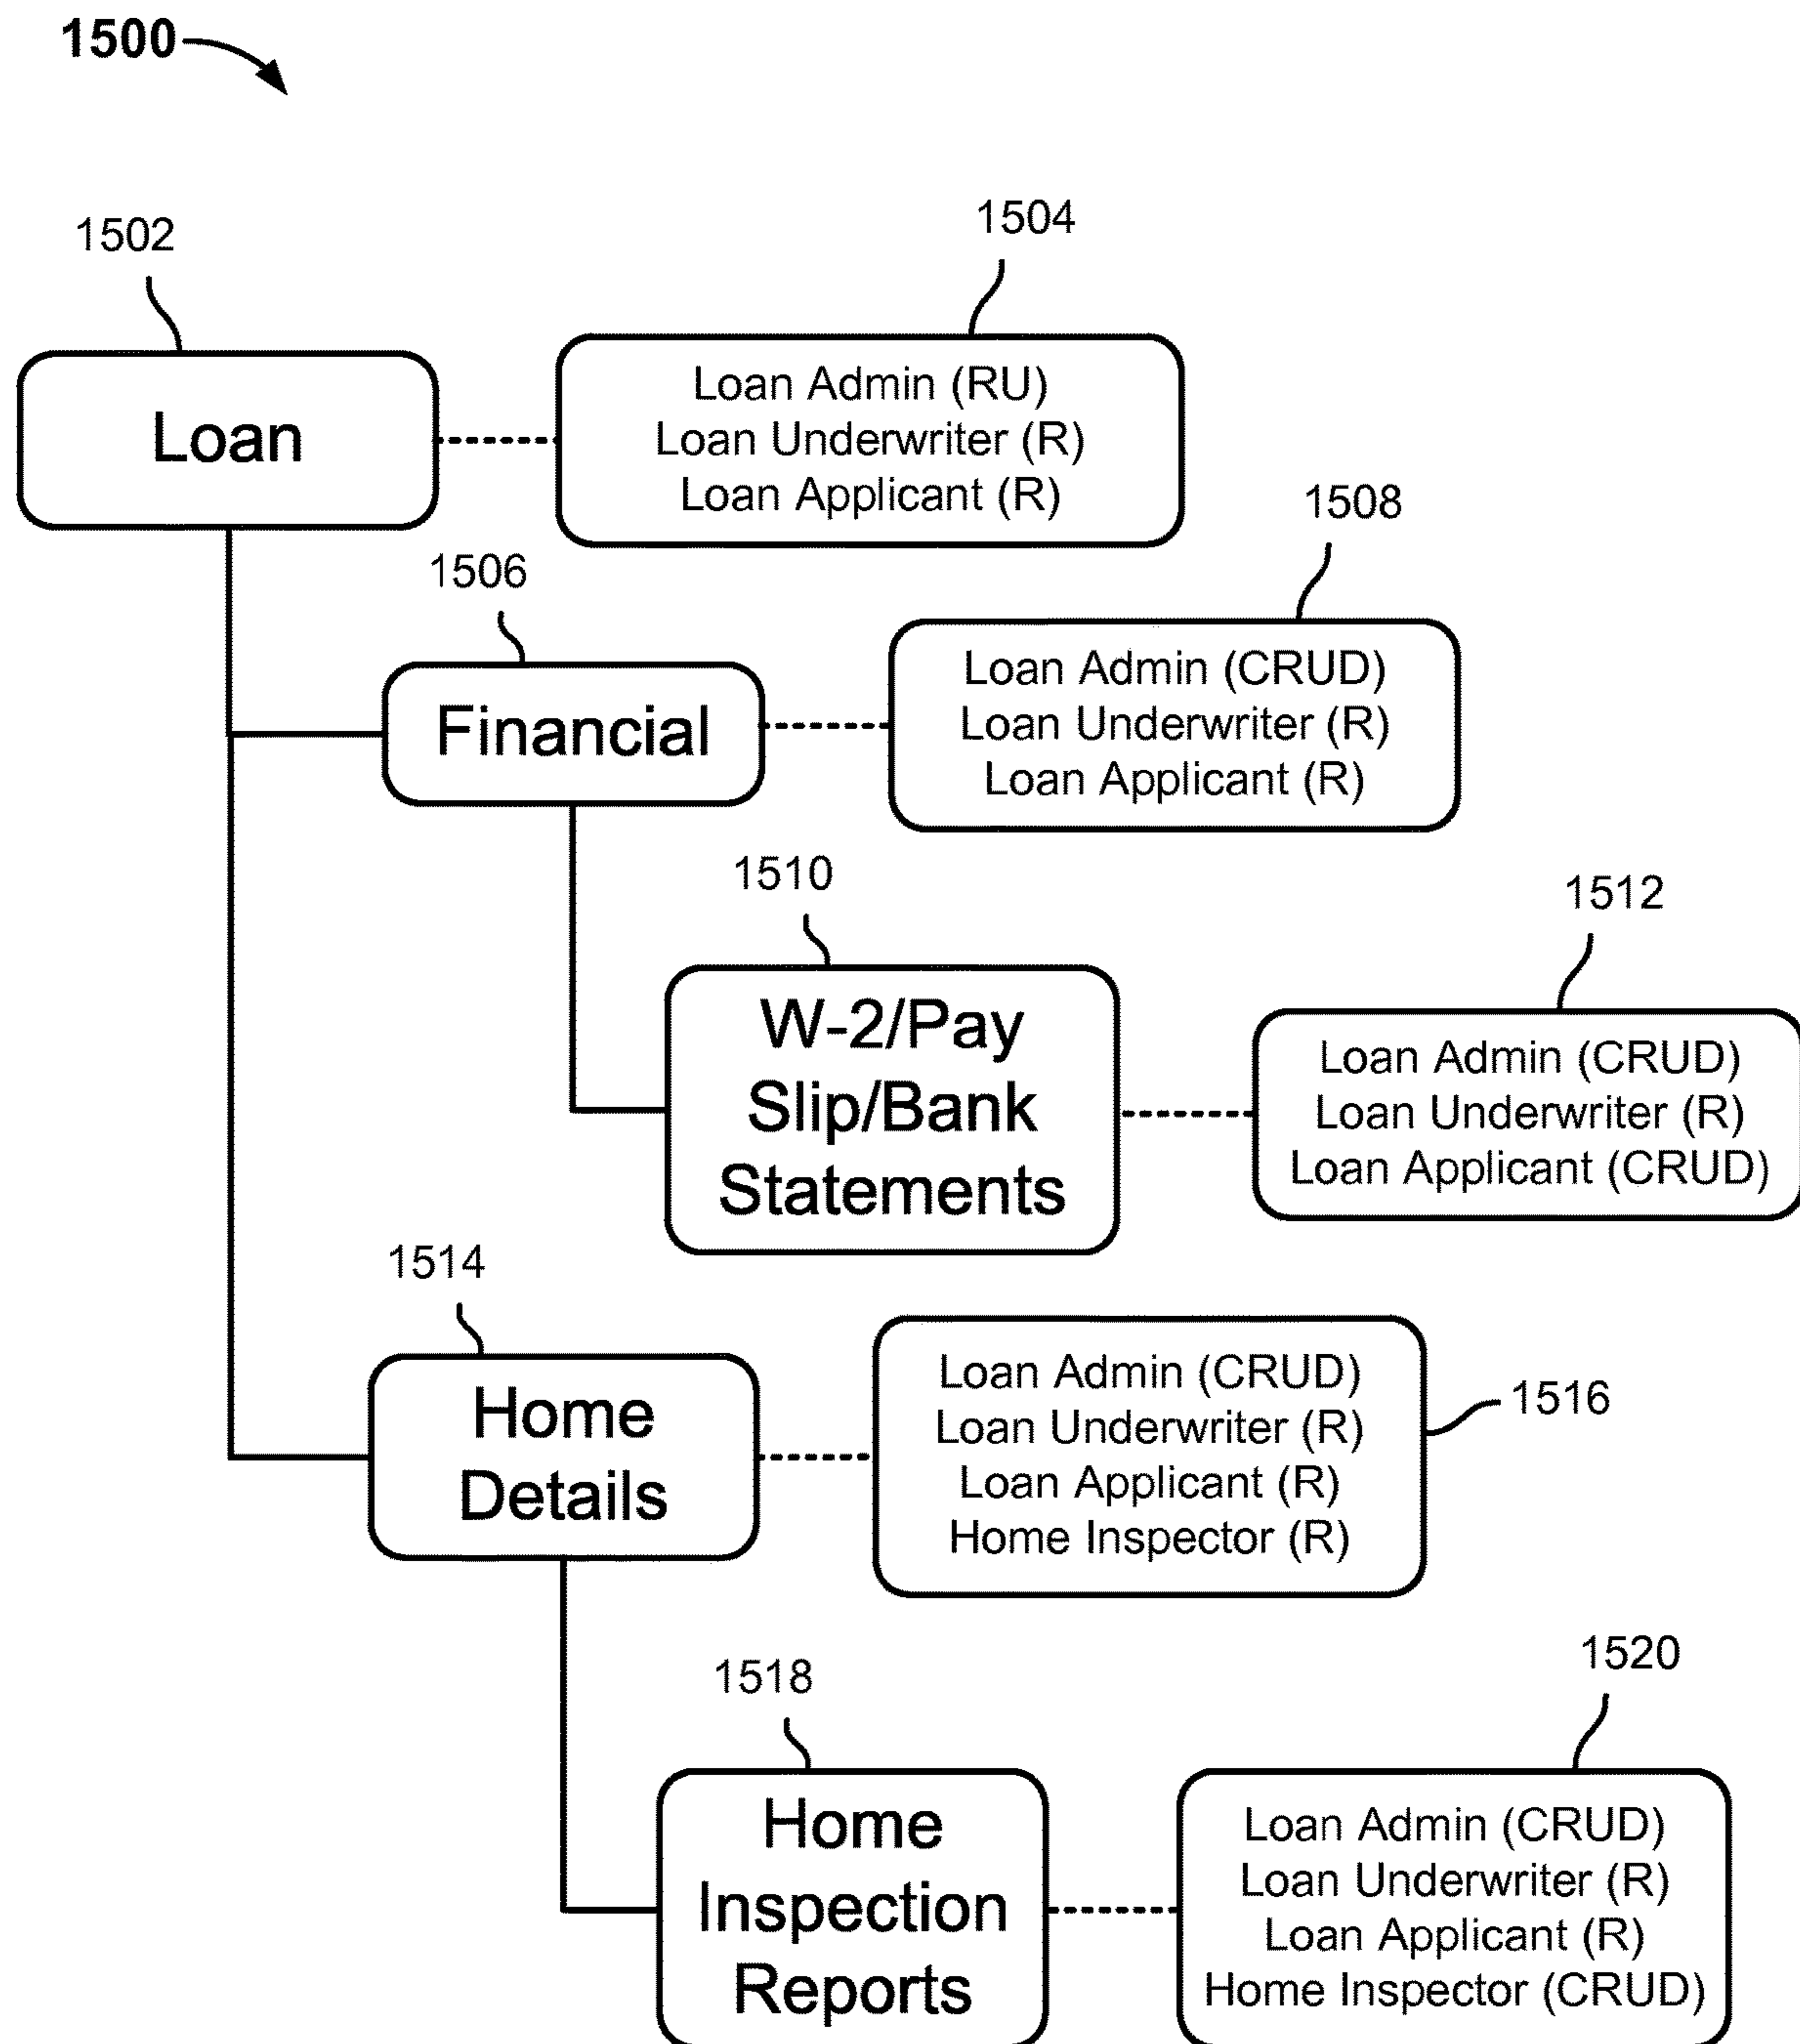 1500
1502
1504
Loan
Loan Admin (RU)
Loan Underwriter (R)
Loan Applicant (R)
1506
1508
Financial
Loan Admin (CRUD)
Loan Underwriter (R)
Loan Applicant (R)
1510
1512
W-2/Pay
Slip/Bank
Statements
Loan Admin (CRUD)
Loan Underwriter (R)
Loan Applicant (CRUD)
1514
1516
Home
Details
Loan Admin (CRUD)
Loan Underwriter (R)
Loan Applicant (R)
Home Inspector (R)
1518
1520
Home
Inspection
Reports
Loan Admin (CRUD)
Loan Underwriter (R)
Loan Applicant (R)
Home Inspector (CRUD)